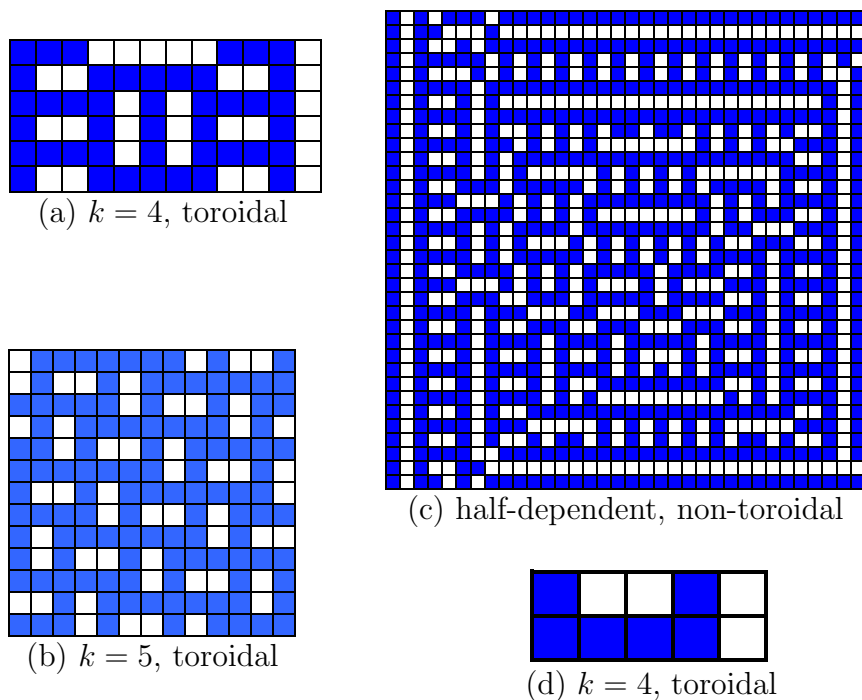 (a) k = 4, toroidal
(b) k = 5, toroidal
(c) half-dependent, non-toroidal
(d) k = 4, toroidal